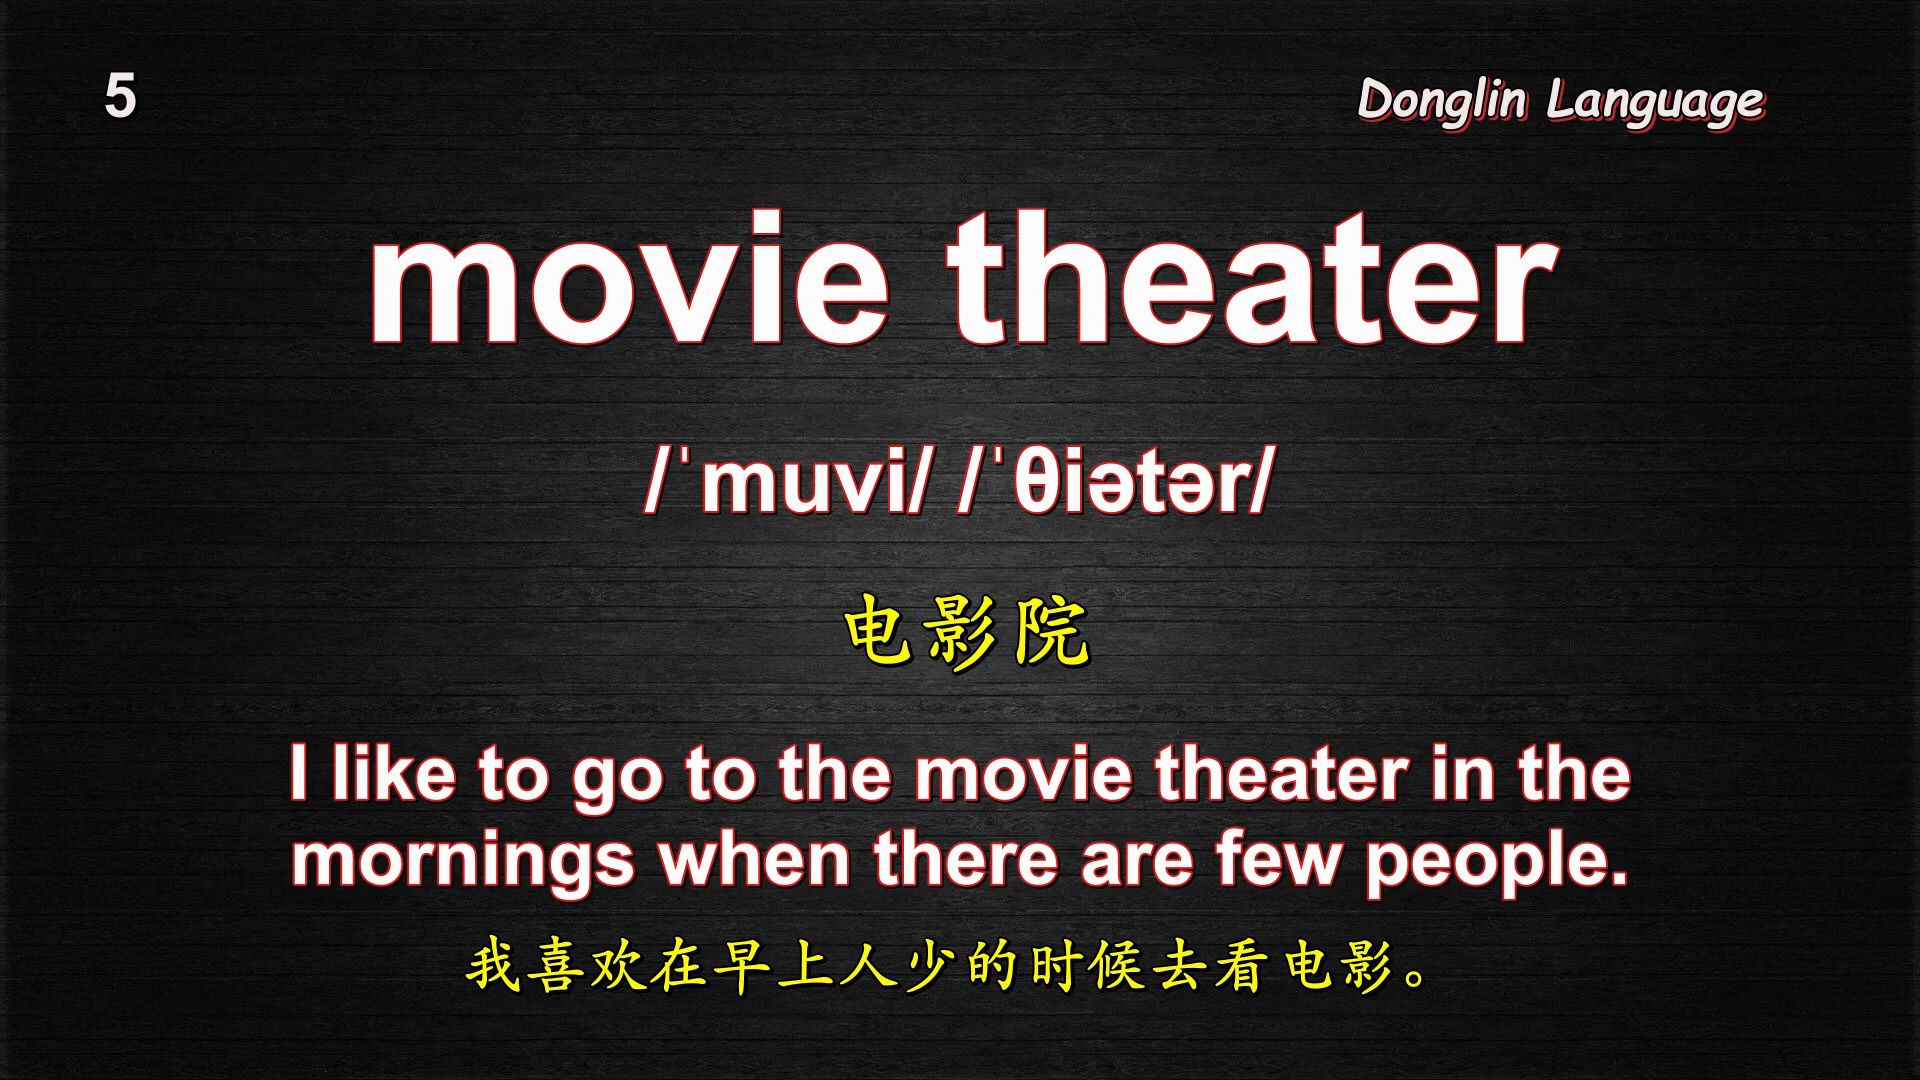 5
Donglin Language
movie theater
/ˈmuvi/ /ˈθiətər/
电影院
I like to go to the movie theater in the
mornings when there are few people.
我喜欢在早上人少的时候去看电影。